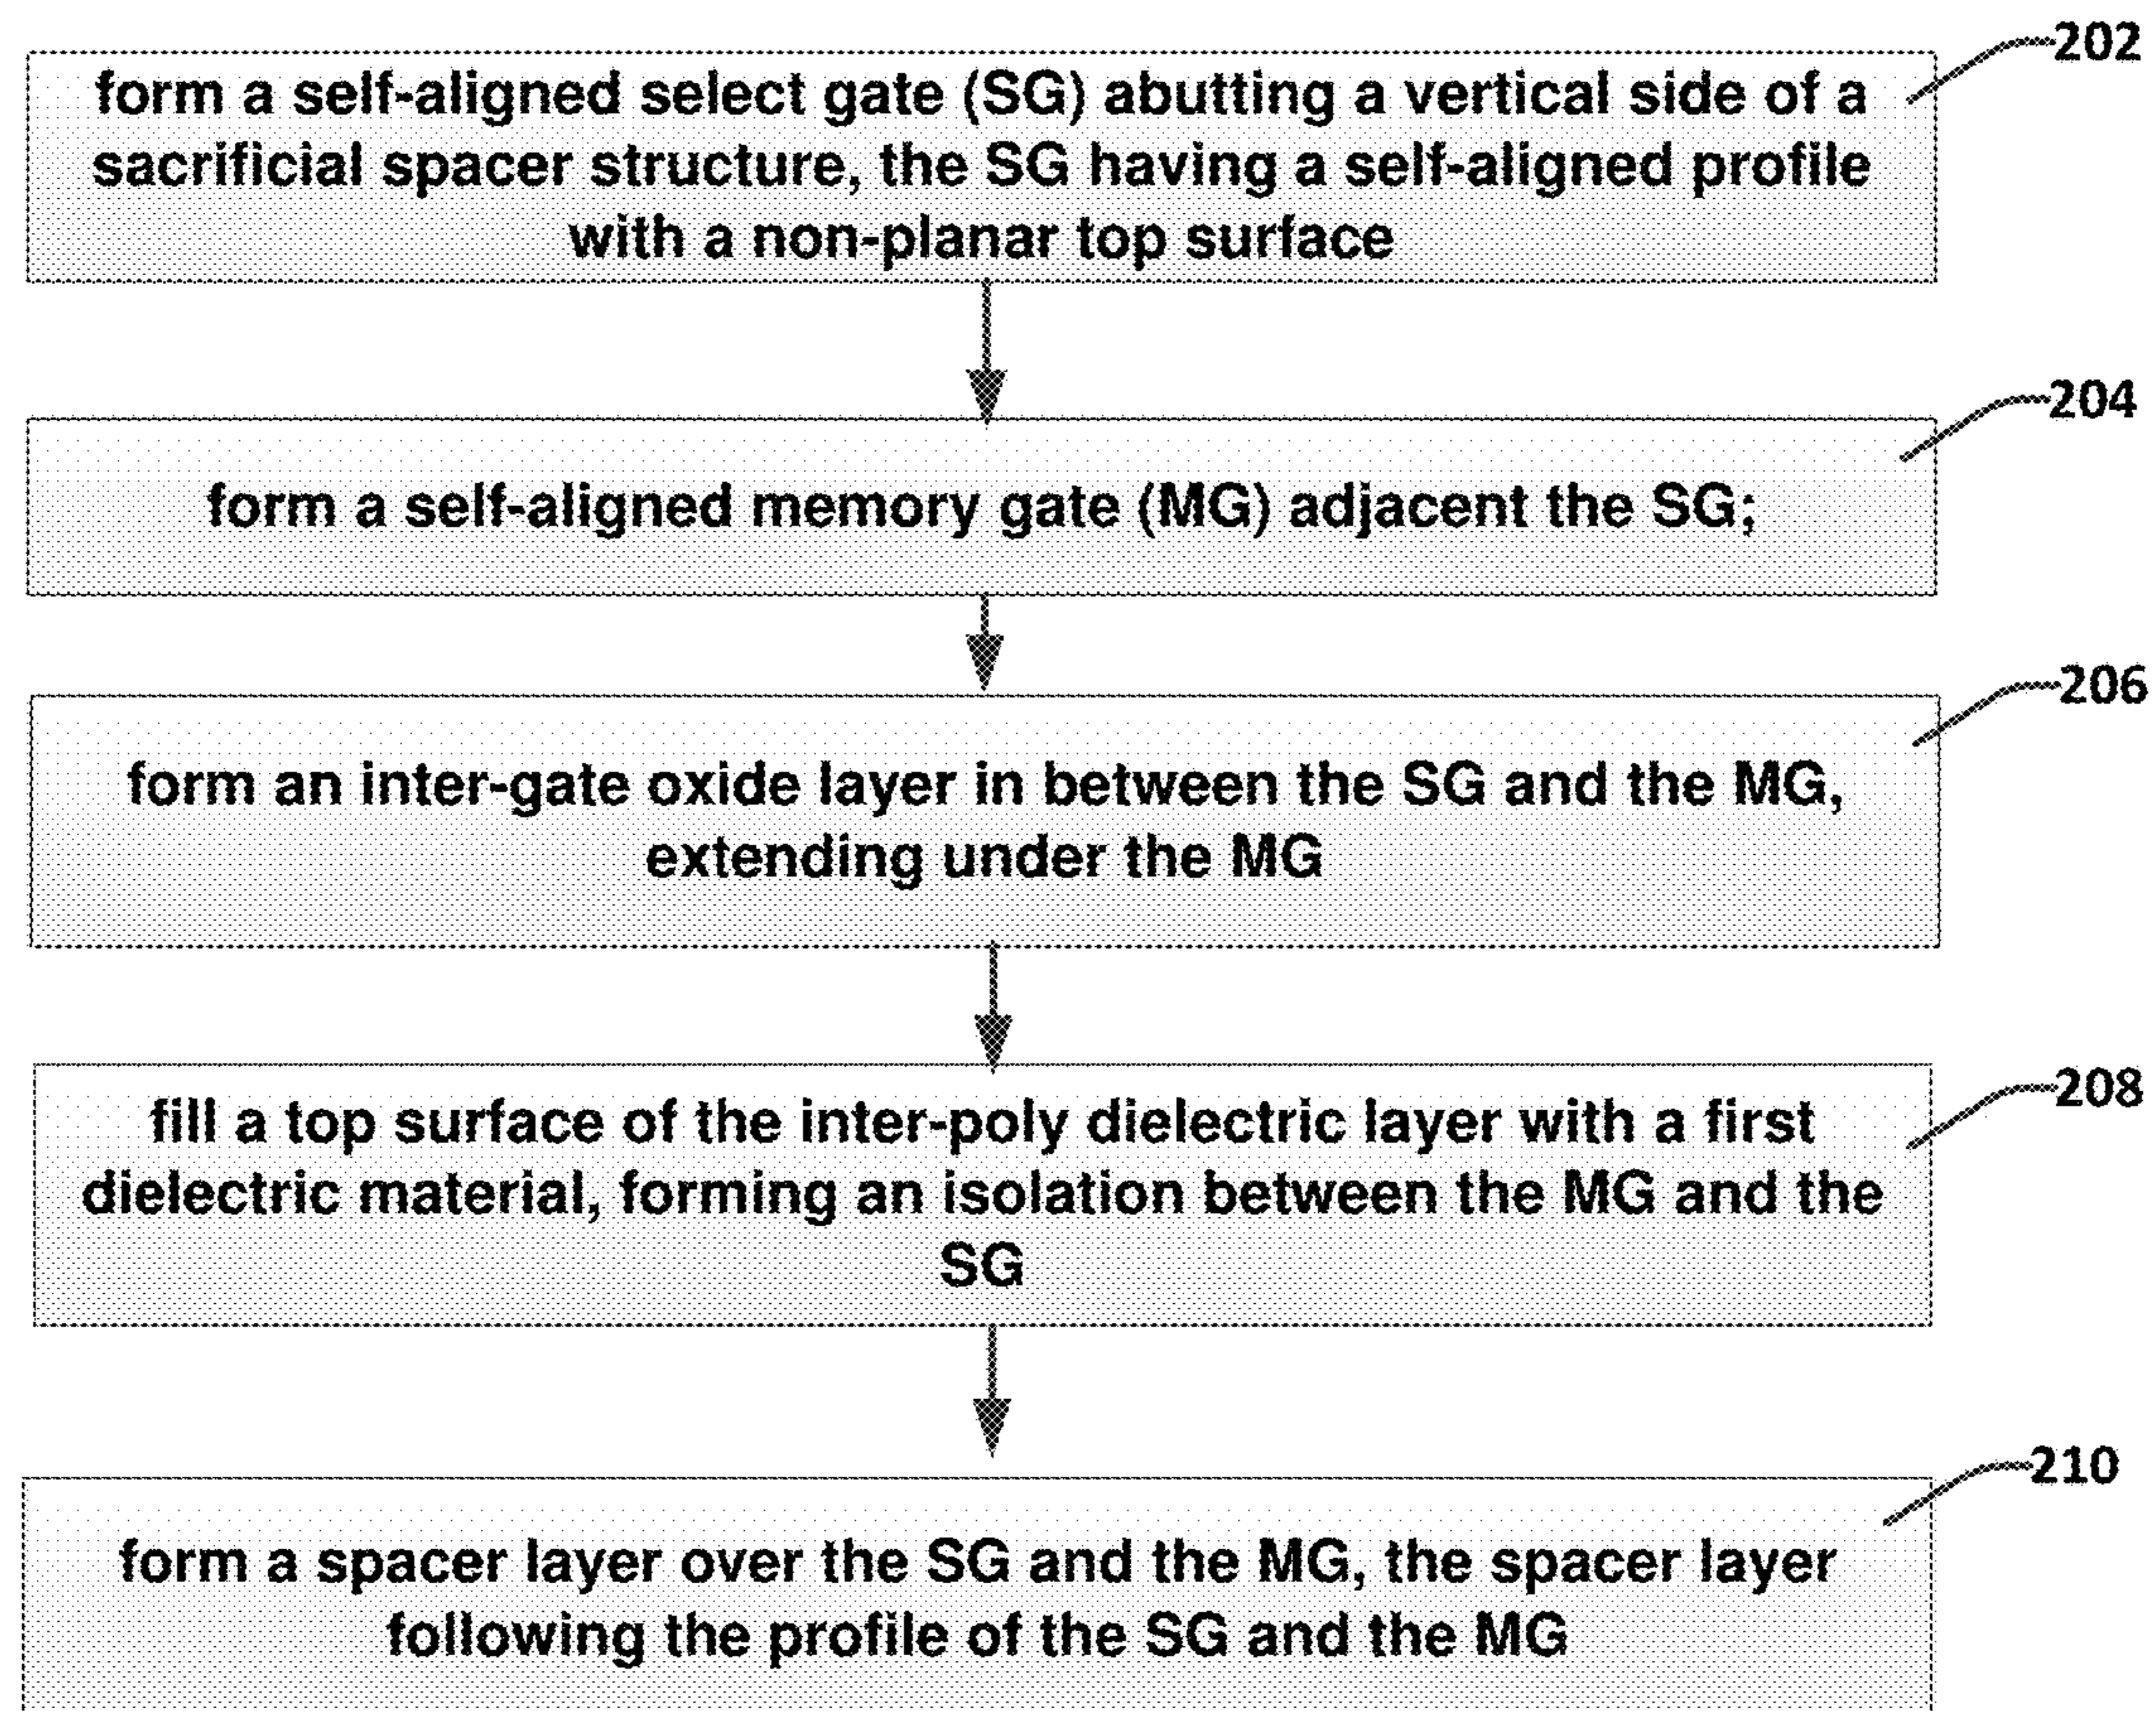 202
form a self-aligned select gate (SG) abutting a vertical side of a
sacrificial spacer structure, the SG having a self-aligned profile
with a non-planar top surface
204
form a self-aligned memory gate (MG) adjacent the SG;
206
form an inter-gate oxide layer in between the SG and the MG,
extending under the MG
208
fill a top surface of the inter-poly dielectric layer with a first
dielectric material, forming an isolation between the MG and the
SG
210
form a spacer layer over the SG and the MG, the spacer layer
following the profile of the SG and the MG